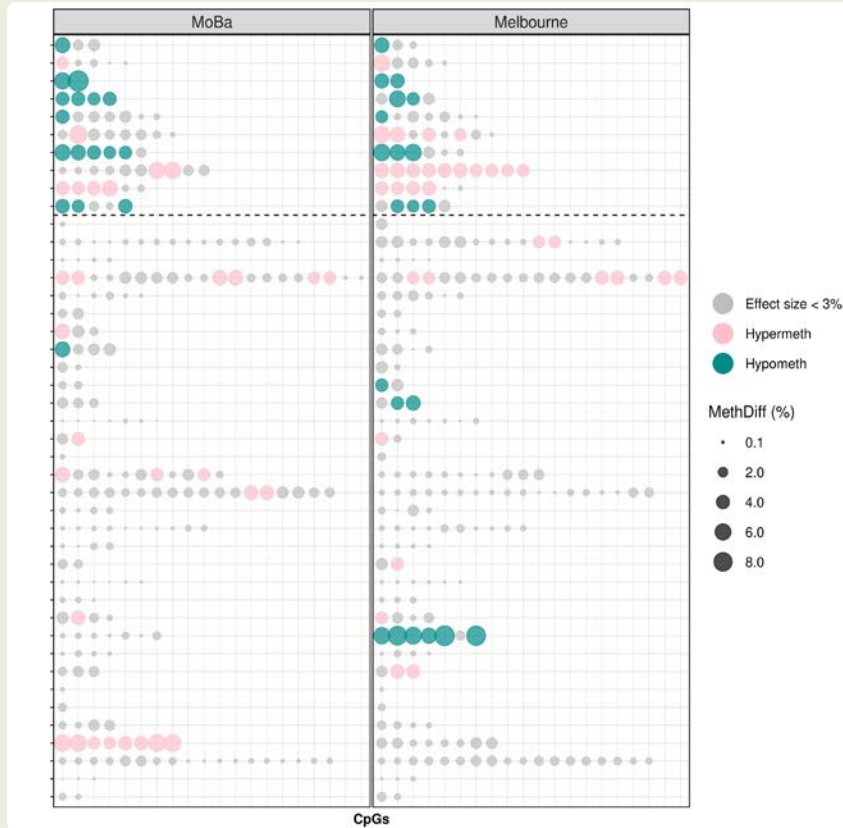 MoBa
Melbourne
Effect size < 3%
Hypermeth
Hypometh
MethDiff (%)
0.1
2.0
4.0
6.0
8.0
CpGs